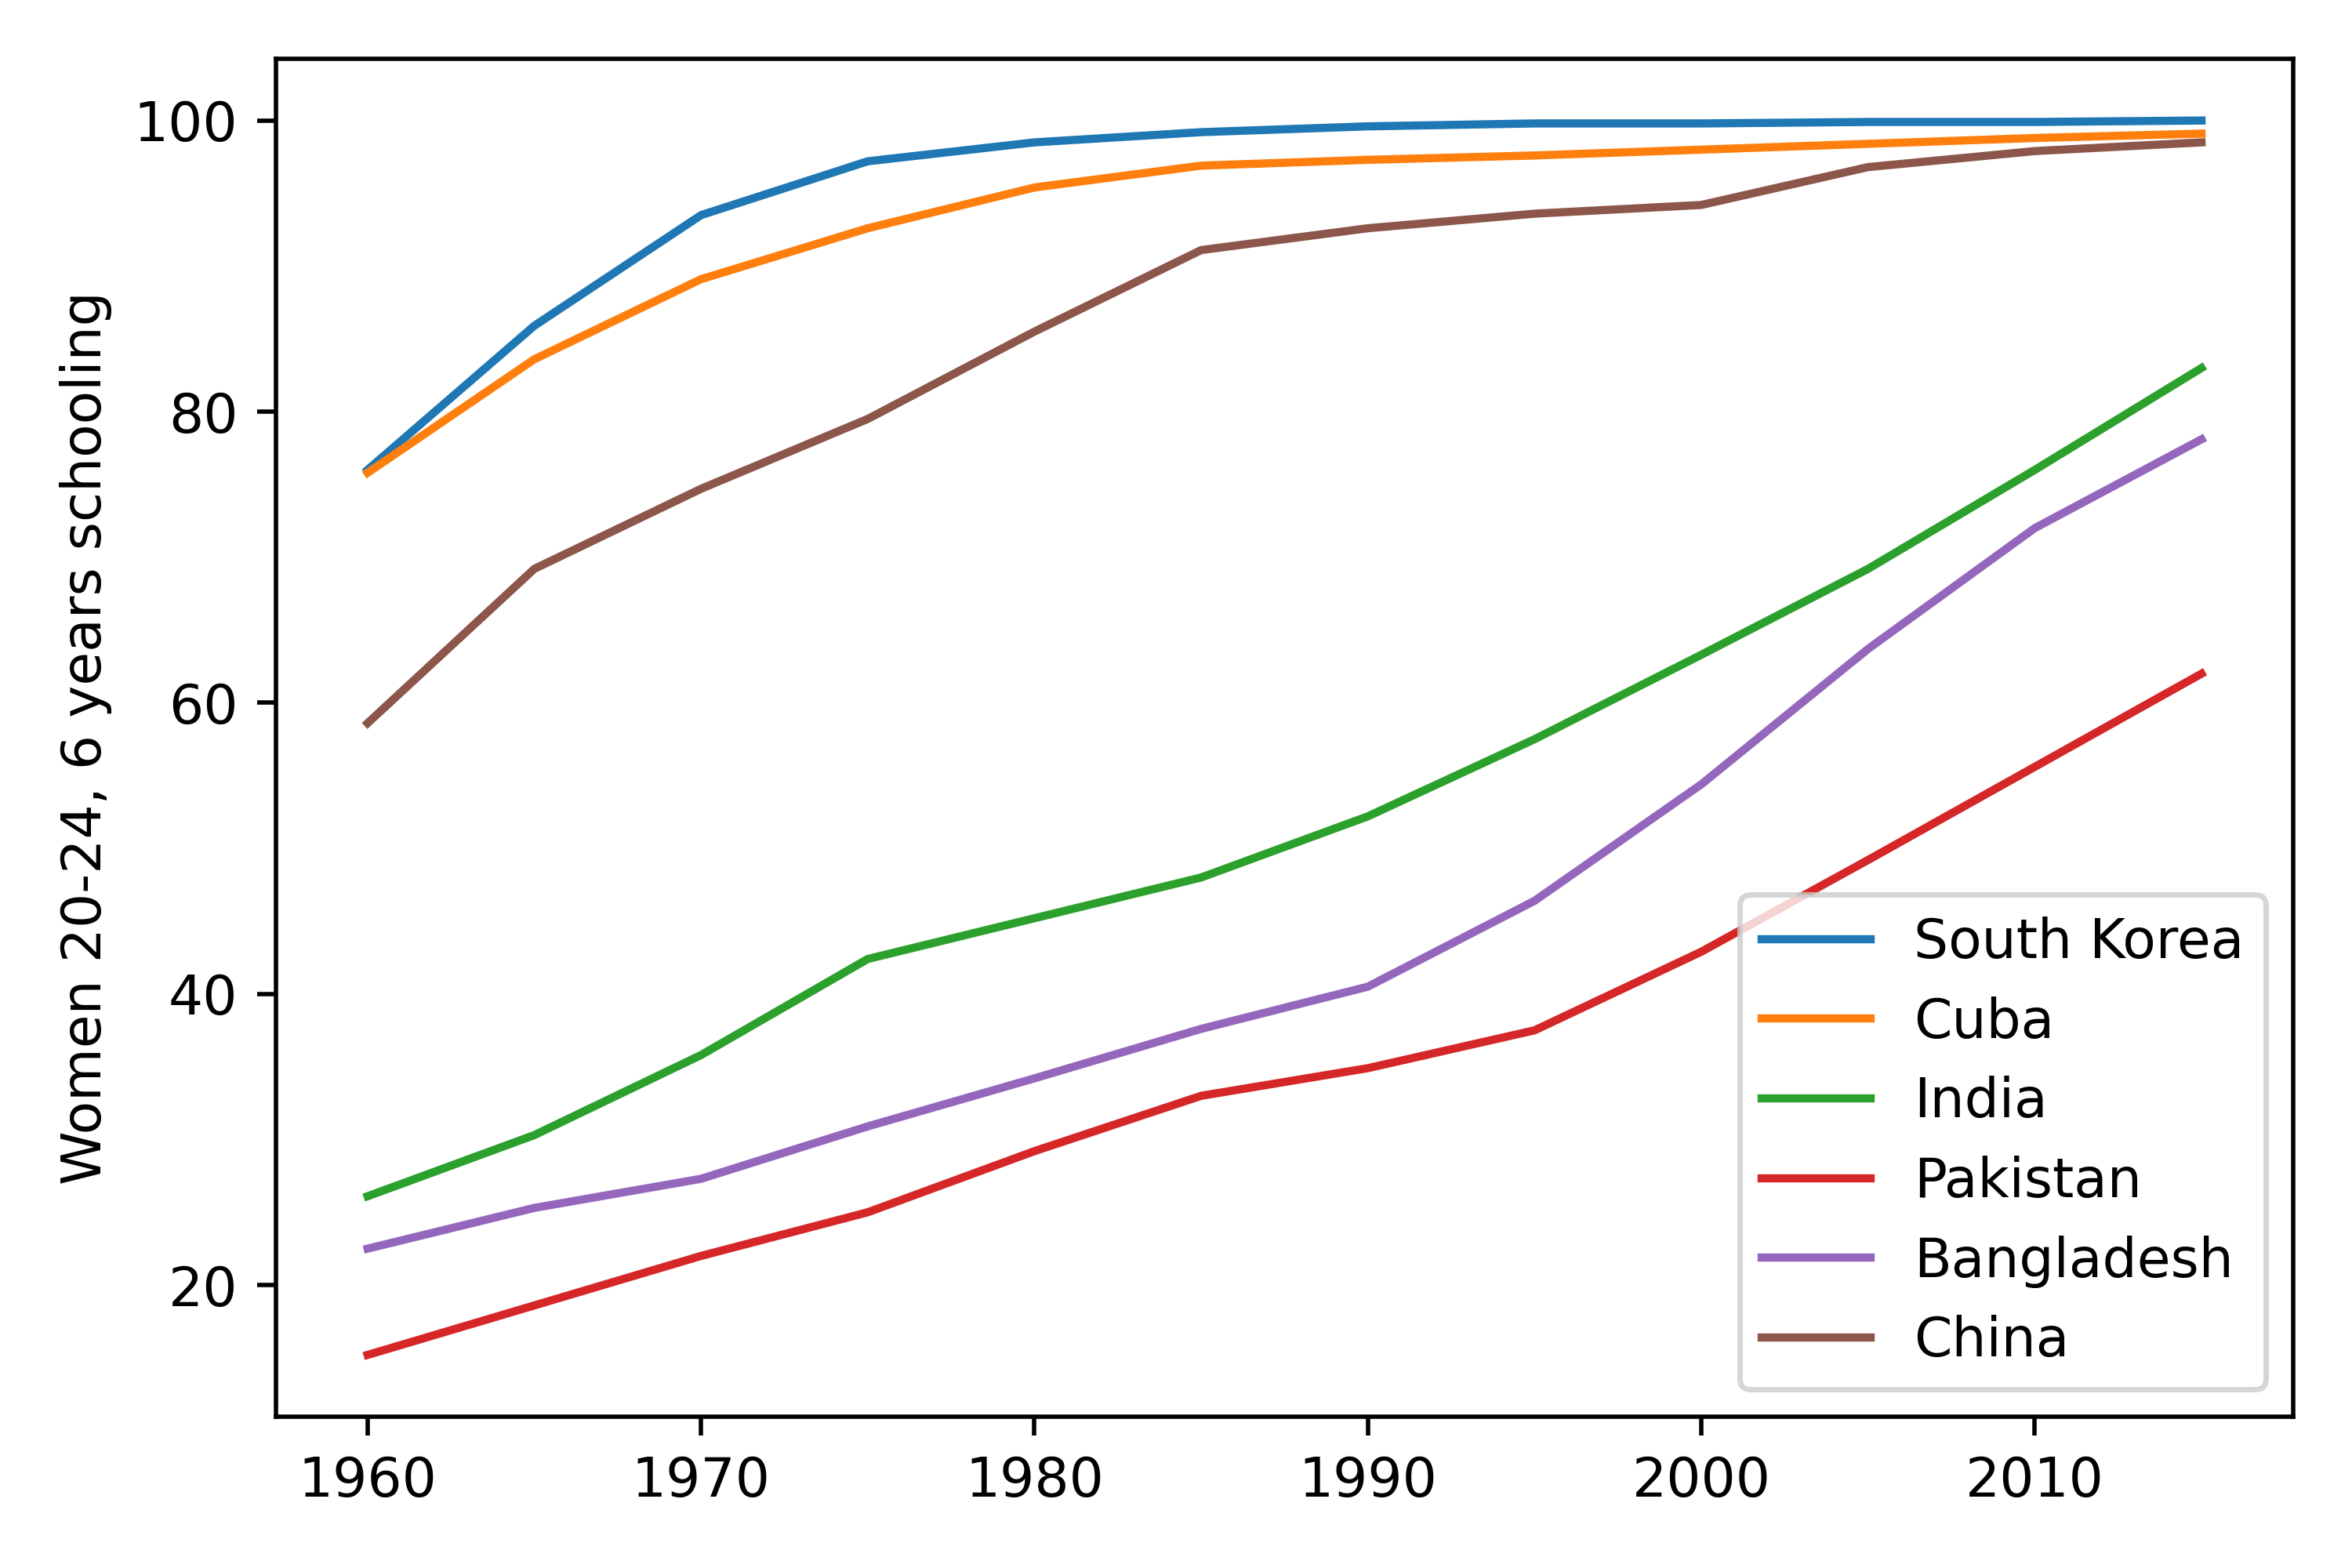 Women 20-24, 6 years schooling
100
80
60
40
20
1960 1970 1980 1990 2000 2010
South Korea
Cuba
India
Pakistan
Bangladesh
China